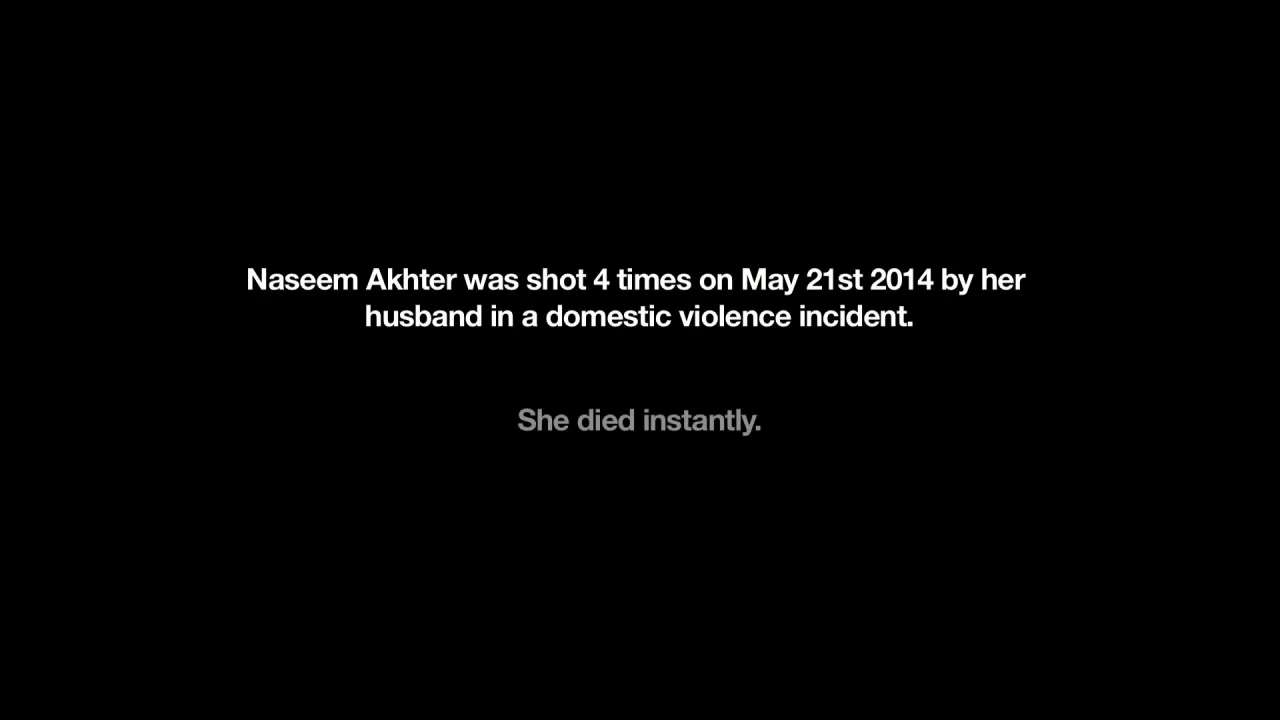 Naseem Akhter was shot 4 times on May 21st 2014 by her
husband in a domestic violence incident.
She died instantly.